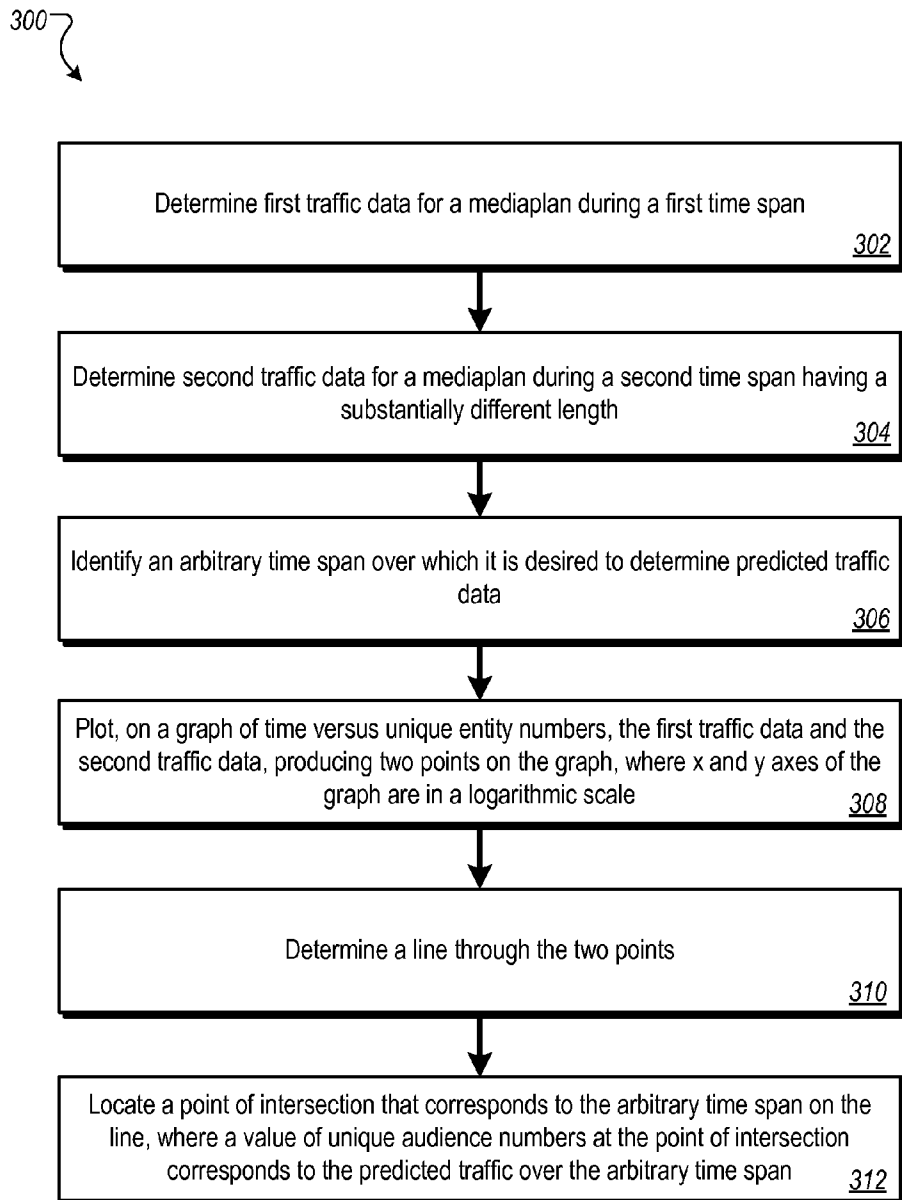 300
Determine first traffic data for a mediaplan during a first time span
302
Determine second traffic data for a mediaplan during a second time span having a
substantially different length
304
Identify an arbitrary time span over which it is desired to determine predicted traffic
data
306
Plot, on a graph of time versus unique entity numbers, the first traffic data and the
second traffic data, producing two points on the graph, where x and y axes of the
graph are in a logarithmic scale
308
Determine a line through the two points
310
Locate a point of intersection that corresponds to the arbitrary time span on the
line, where a value of unique audience numbers at the point of intersection
corresponds to the predicted traffic over the arbitrary time span
312